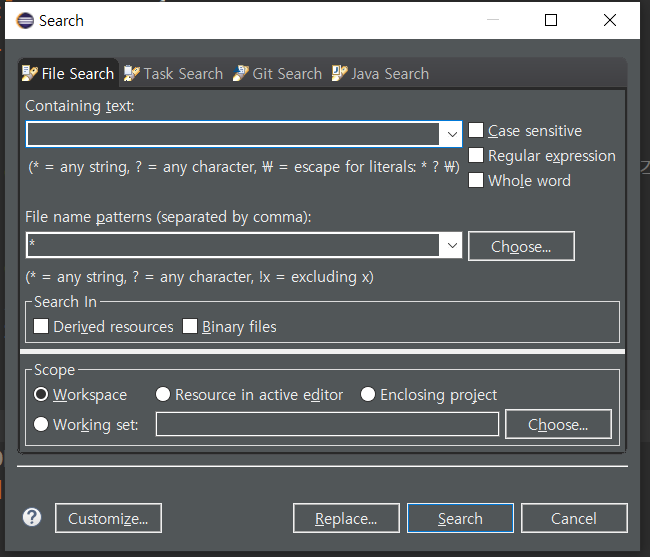 Search
File Search Task Search Git Search Java Search
Containing text:
Case sensitive
Regular expression
(* = any string, ? = any character, ₩ = escape for literals: * ? ₩)
Whole word
File name patterns (separated by comma):
*
Choose...
(* = any string, ? = any character, !x = excluding x)
Search In
Derived resources Binary files
Scope
Workspace Resource in active editor Enclosing project
Working set: Choose...
? Customize... Replace... Search Cancel